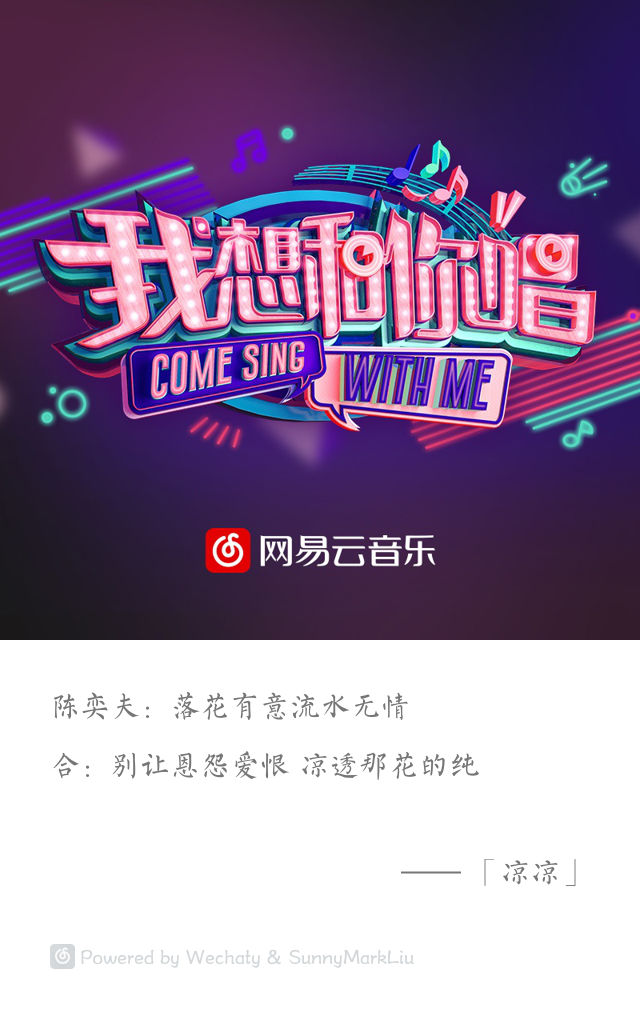 我想和你唱
COME SING
WITH ME
网易云音乐
陈奕夫：落花有意流水无情
合：别让恩怨爱恨 凉透那花的纯
——「凉凉」
Powered by Wechaty & SunnyMarkLiu